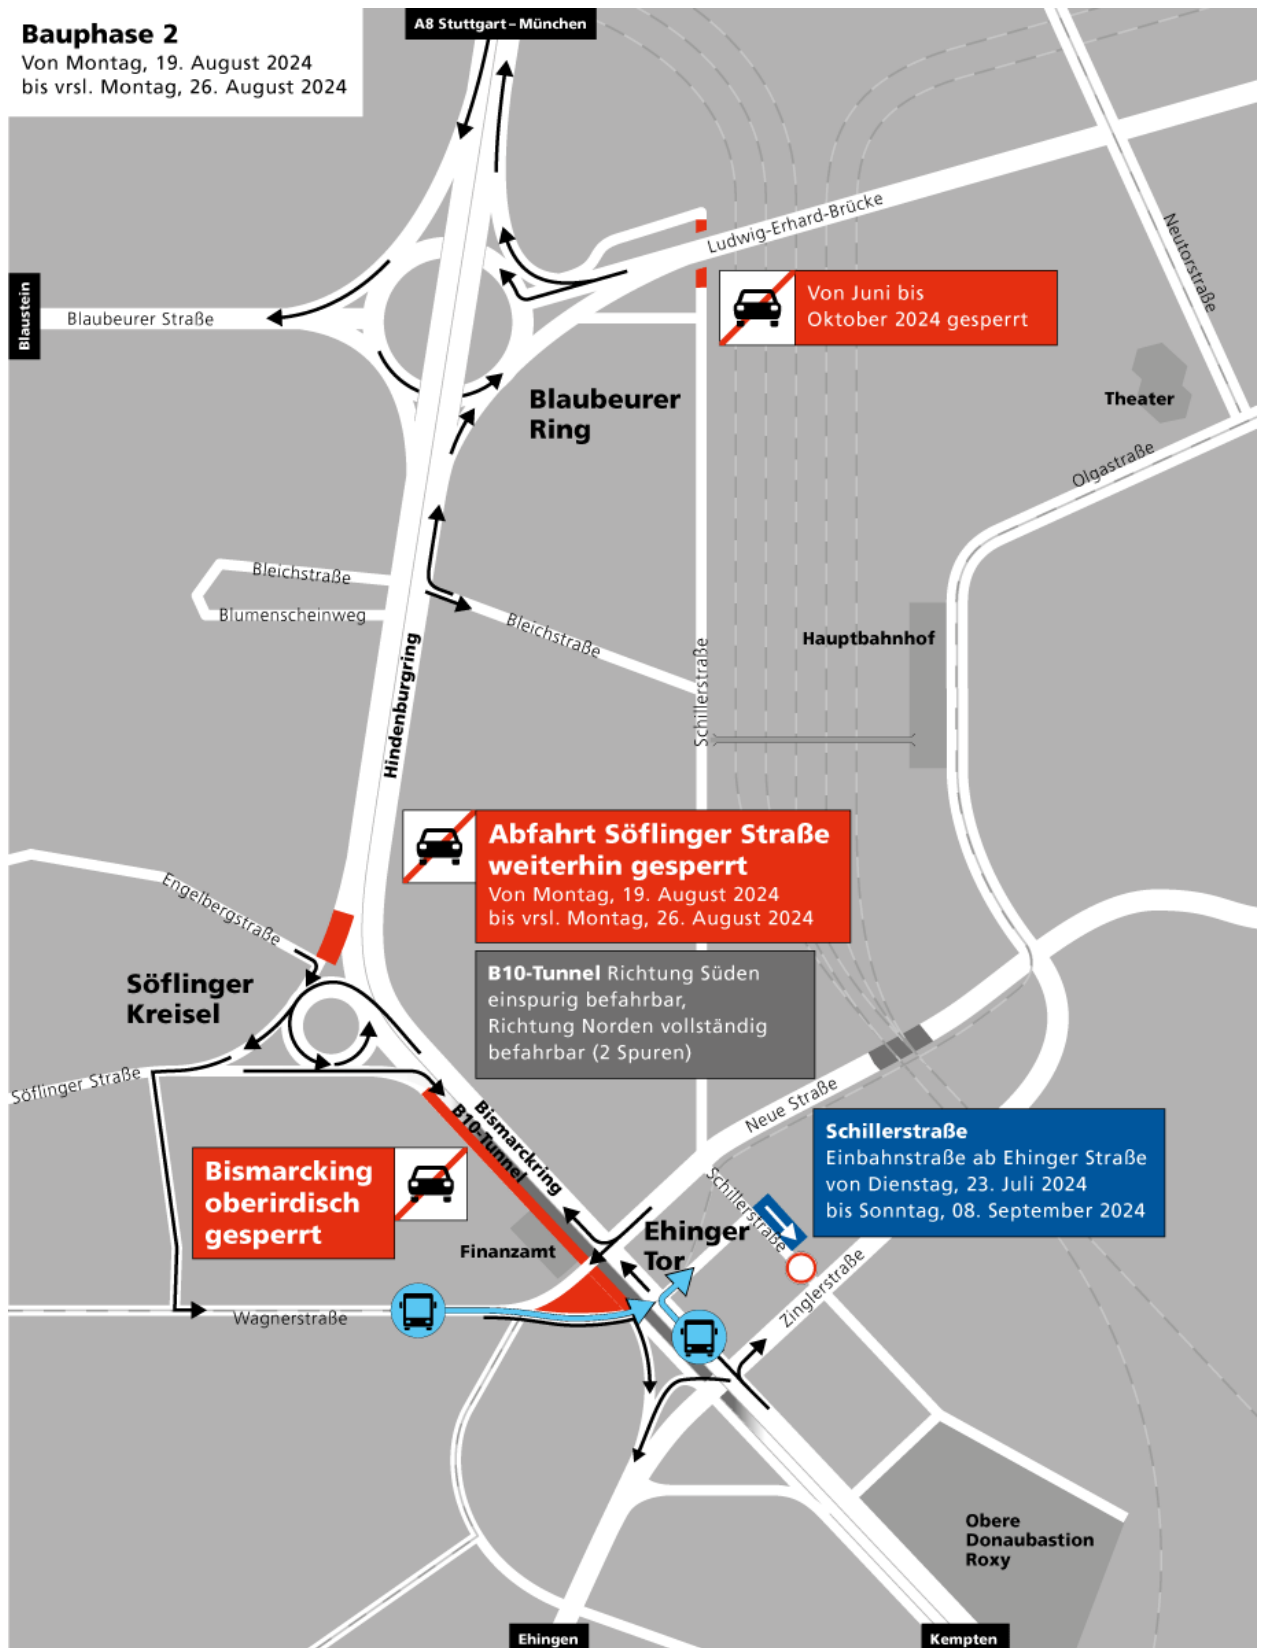 Bauphase 2
Von Montag, 19. August 2024
bis vrsl. Montag, 26. August 2024
A8 Stuttgart – München
Ludwig-Erhard-Brücke
Neutorstraße
Blaustein
Blaubeurer Straße
Von Juni bis
Oktober 2024 gesperrt
Blaubeurer
Ring
Theater
Olgastraße
Bleichstraße
Blumenscheinweg
Bleichstraße
Hauptbahnhof
Schillerstraße
Hindenburgring
Abfahrt Söflinger Straße
weiterhin gesperrt
Von Montag, 19. August 2024
bis vrsl. Montag, 26. August 2024
Engelbergstraße
B10-Tunnel Richtung Süden
einspurig befahrbar,
Richtung Norden vollständig
befahrbar (2 Spuren)
Söflinger
Kreisel
Söflinger Straße
Neue Straße
Bismarckring
B10-Tunnel
Schillerstraße
Einbahnstraße ab Ehinger Straße
von Dienstag, 23. Juli 2024
bis Sonntag, 08. September 2024
Bismarcking
oberirdisch
gesperrt
Schillerstraße
Ehinger
Tor
Finanzamt
Zinglerstraße
Wagnerstraße
Obere
Donaubastion
Roxy
Ehingen
Kempten